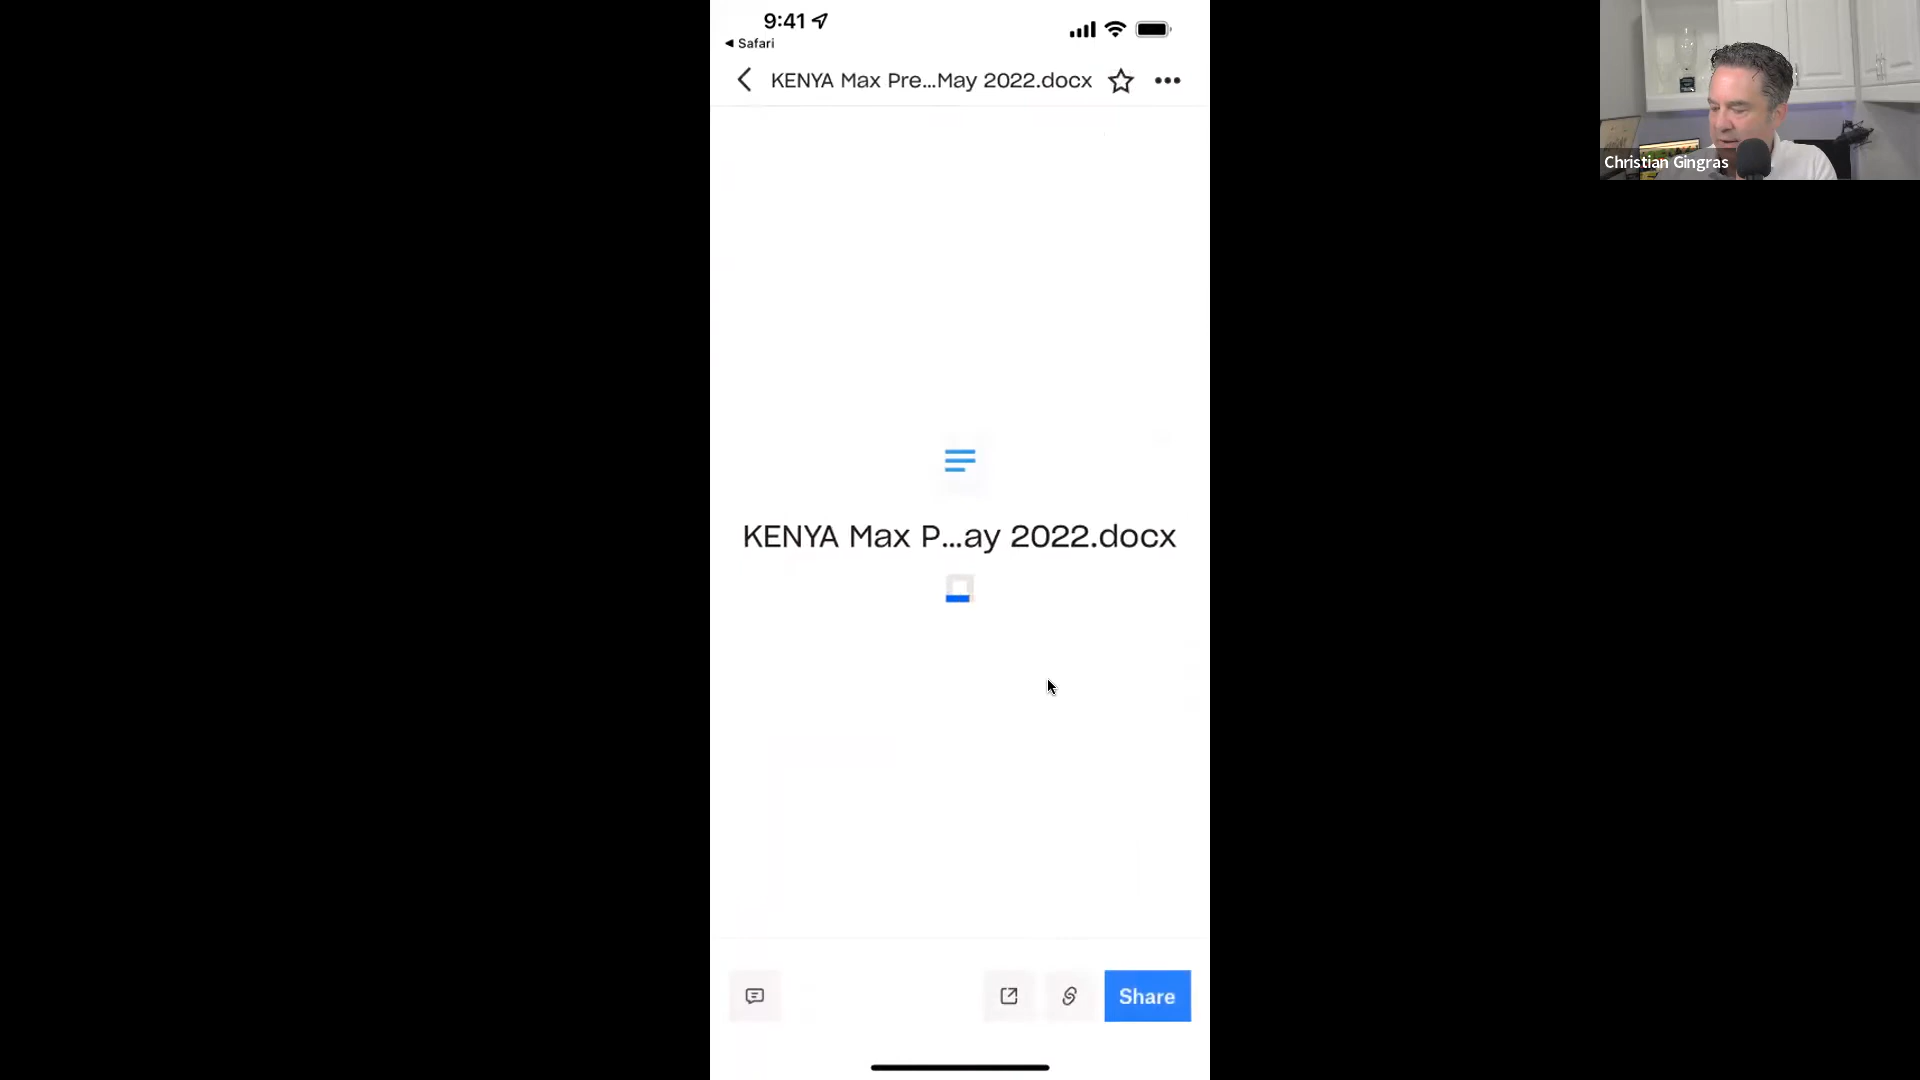 9:41
◀ Safari
KENYA Max Pre...May 2022.docx
Christian Gingras
KENYA Max P...ay 2022.docx
Share